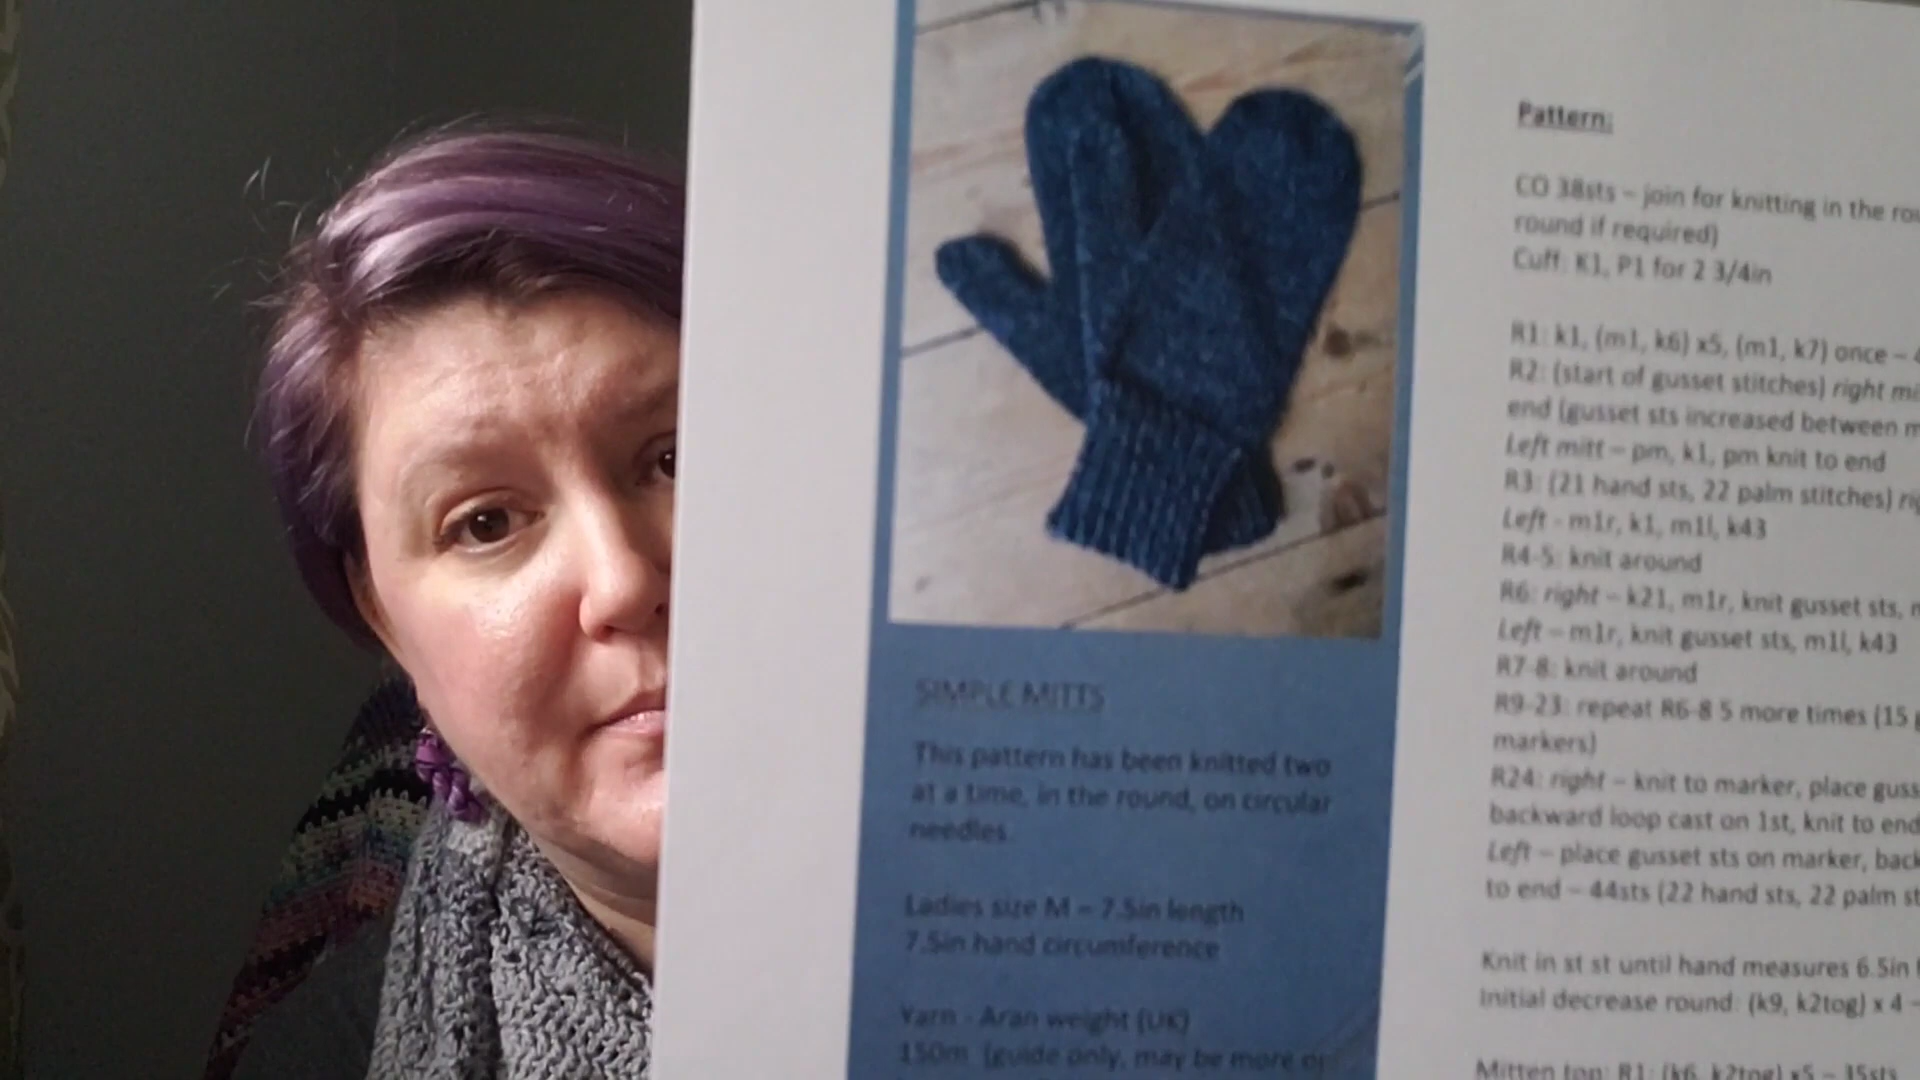 SIMPLE MITTS
This pattern has been knitted two
at a time, in the round, on circular
needles.
Ladies size M – 7.5in length
7.5in hand circumference
Yarn - Aran weight (UK)
150m (guide only, may be more or
Pattern:
CO 38sts – join for knitting in the
round if required)
Cuff: K1, P1 for 2 3/4in
R1: k1, (m1, k6) x5, (m1, k7) once –
R2: (start of gusset stitches) right
end (gusset sts increased between
Left mitt – pm, k1, pm knit to end
R3: (21 hand sts, 22 palm stitches)
Left - m1r, k1, m1l, k43
R4-5: knit around
R6: right – k21, m1r, knit gusset sts,
Left – m1r, knit gusset sts, m1l, k43
R7-8: knit around
R9-23: repeat R6-8 5 more times (15
markers)
R24: right – knit to marker, place
backward loop cast on 1st, knit to end
Left – place gusset sts on marker,
to end – 44sts (22 hand sts, 22 palm
Knit in st st until hand measures 6.5in
Initial decrease round: (k9, k2tog) x 4 –
Mitten top: R1: (k6, k2tog) x5 – 35sts